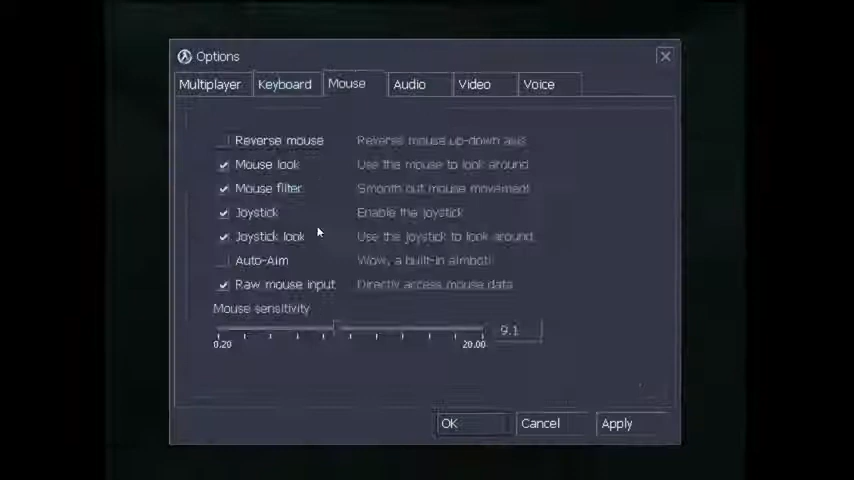 Options
Multiplayer Keyboard Mouse Audio Video Voice
Reverse mouse Reverse mouse up-down axis
Mouse look Use the mouse to look around
Mouse filter Smooth out mouse movement
Joystick Enable the joystick
Joystick look Use the joystick to look around
Auto-Aim Wow, a built-in aimbot!
Raw mouse input Directly access mouse data
Mouse sensitivity
9.1
0.20 20.00
OK Cancel Apply